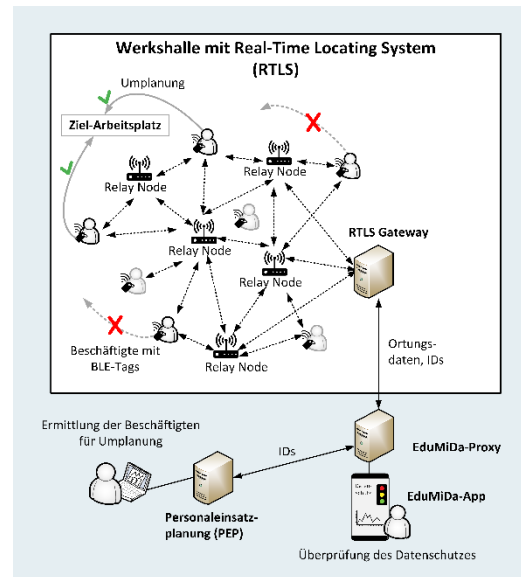 Werkshalle mit Real-Time Locating System
(RTLS)
Umplanung
Ziel-Arbeitsplatz
Relay Node
Relay Node
Relay Node
Relay Node
Relay Node
RTLS Gateway
Beschäftigte mit
BLE-Tags
Ortungs-
daten, IDs
Ermittlung der Beschäftigten
für Umplanung
IDs
EduMiDa-Proxy
Personaleinsatz-
planung (PEP)
EduMiDa-App
Überprüfung des Datenschutzes